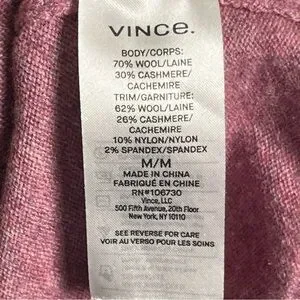 VINCE.
BODY/CORPS:
70% WOOL/LAINE
30% CASHMERE/
CACHEMIRE
TRIM/GARNITURE:
62% WOOL/LAINE
26% CASHMERE/
CACHEMIRE
10% NYLON/NYLON
2% SPANDEX/SPANDEX
M/M
MADE IN CHINA
FABRIQUÉ EN CHINE
RN#106730
Vince, LLC
500 Fifth Avenue, 20th Floor
New York, NY 10110
SEE REVERSE FOR CARE
VOIR AU VERSO POUR LES SOINS